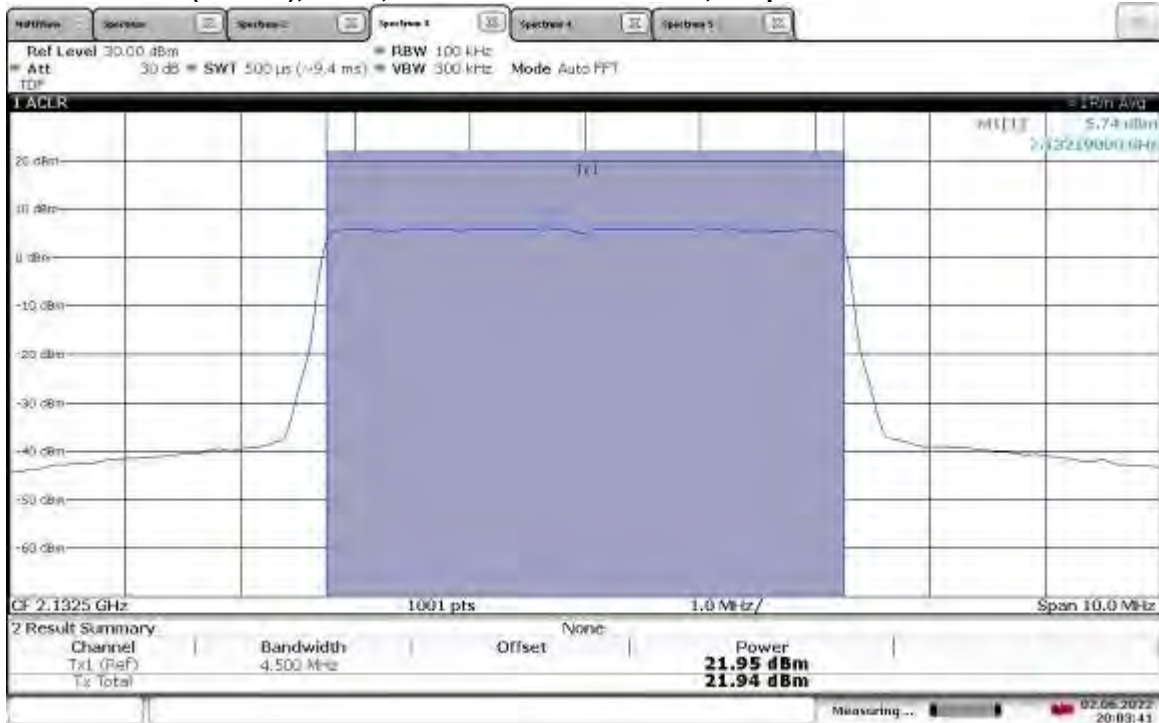 MultiView Spectrum Spectrum 2 Spectrum 3 Spectrum 4 Spectrum 5
Ref Level 30.00 dBm RBW 100 kHz
Att 30 dB SWT 500 µs (~9.4 ms) VBW 300 kHz Mode Auto FFT
TDF
1 ACLR 1Rm Avg
M1[1] 5.74 dBm
2.13219000 GHz
Tx1
20 dBm
10 dBm
0 dBm
-10 dBm
-20 dBm
-30 dBm
-40 dBm
-50 dBm
-60 dBm
CF 2.1325 GHz 1001 pts 1.0 MHz/ Span 10.0 MHz
2 Result Summary None
Channel Bandwidth Offset Power
Tx1 (Ref) 4.500 MHz 21.95 dBm
Tx Total 21.94 dBm
Measuring... 02.06.2022
20:03:41